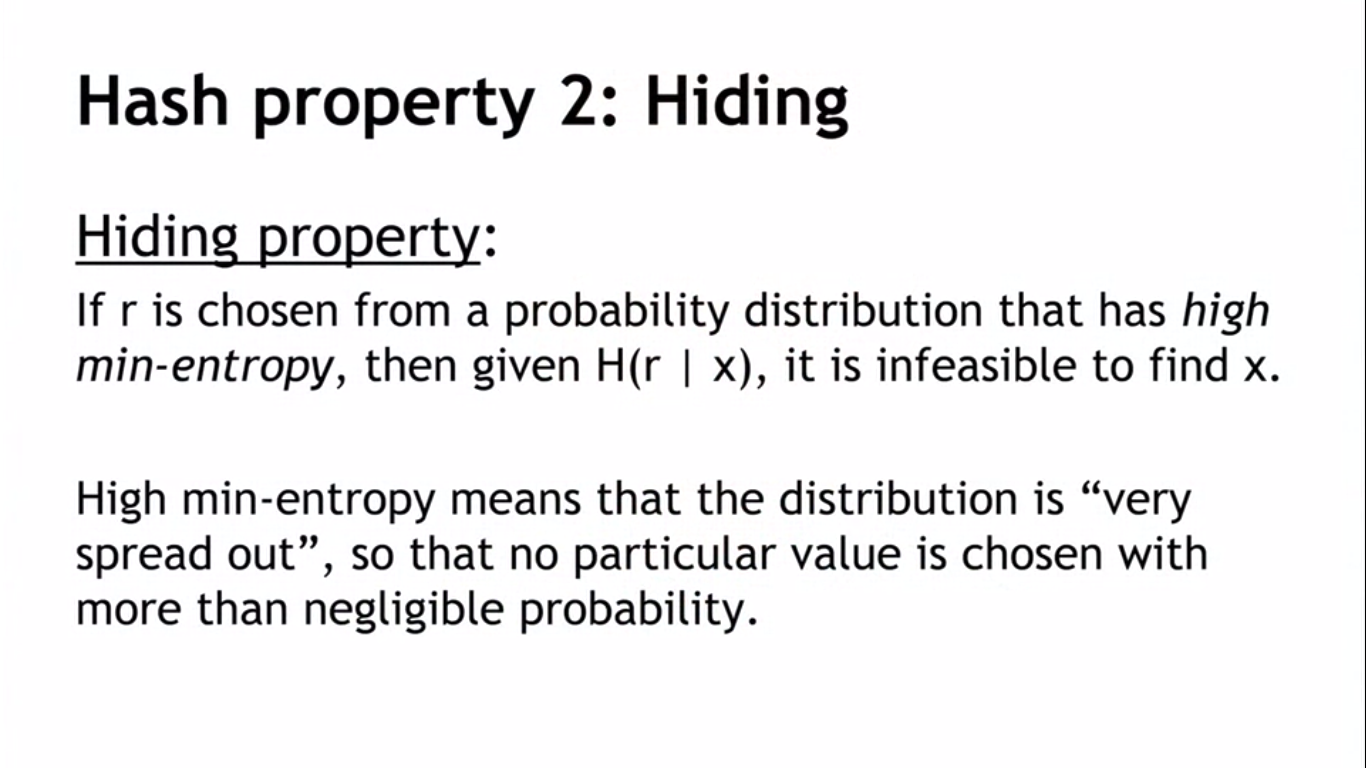 Hash property 2: Hiding
Hiding property:
If r is chosen from a probability distribution that has high
min-entropy, then given H(r | x), it is infeasible to find x.
High min-entropy means that the distribution is “very
spread out”, so that no particular value is chosen with
more than negligible probability.